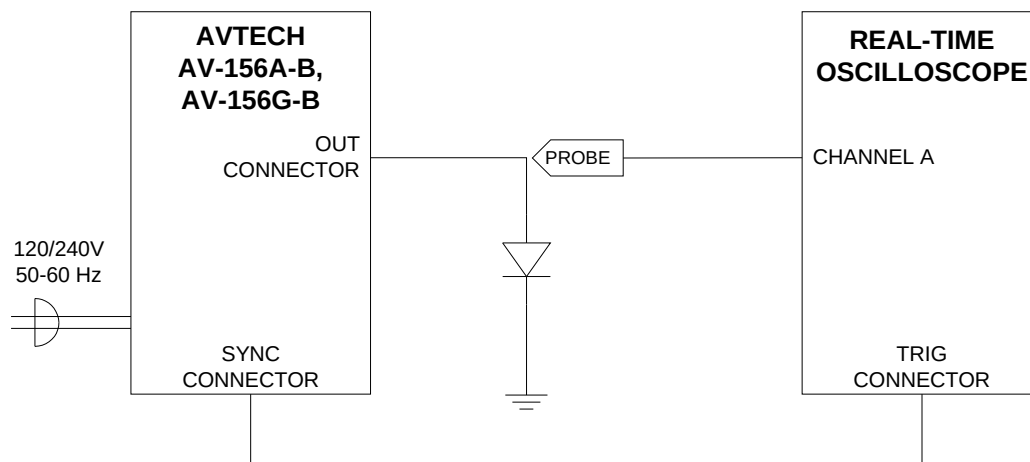 AVTECH
AV-156A-B,
AV-156G-B
OUT
CONNECTOR
120/240V
50-60 Hz
SYNC
CONNECTOR
PROBE
REAL-TIME
OSCILLOSCOPE
CHANNEL A
TRIG
CONNECTOR